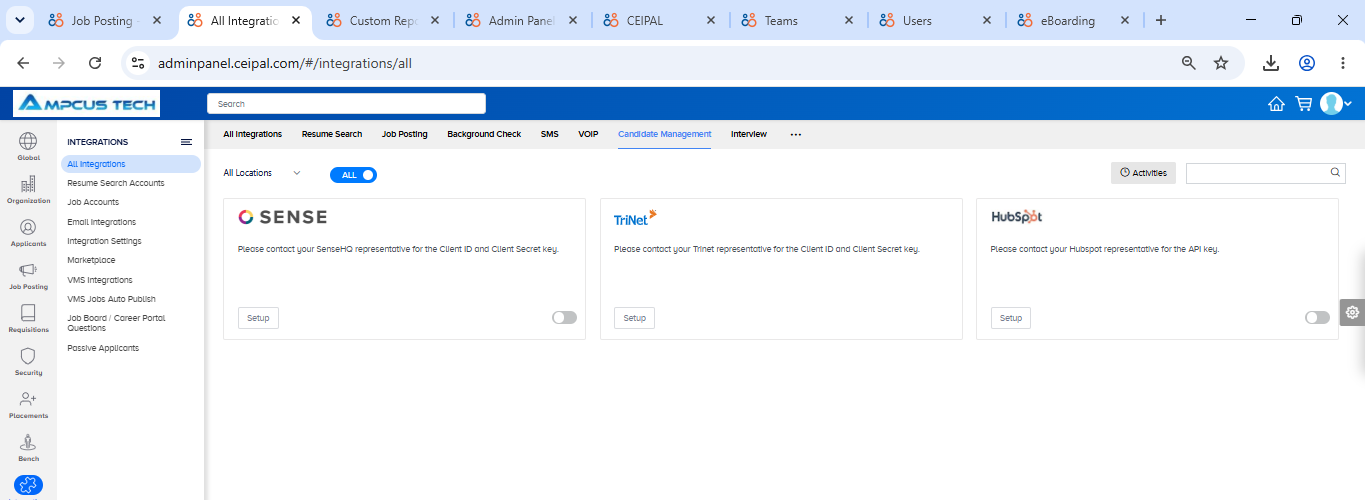 Job Posting -
All Integratio
Custom Repo
Admin Panel
CEIPAL
Teams
Users
eBoarding
adminpanel.ceipal.com/#/integrations/all
AMPCUS TECH
Search
Global
Organization
Applicants
Job Posting
Requisitions
Security
Placements
Bench
INTEGRATIONS
All Integrations
Resume Search Accounts
Job Accounts
Email Integrations
Integration Settings
Marketplace
VMS Integrations
VMS Jobs Auto Publish
Job Board / Career Portal
Questions
Passive Applicants
All Integrations Resume Search Job Posting Background Check SMS VOIP Candidate Management Interview ...
All Locations ALL Activities
SENSE
Please contact your SenseHQ representative for the Client ID and Client Secret key.
Setup
TriNet
Please contact your Trinet representative for the Client ID and Client Secret key.
Setup
HubSpot
Please contact your Hubspot representative for the API key.
Setup